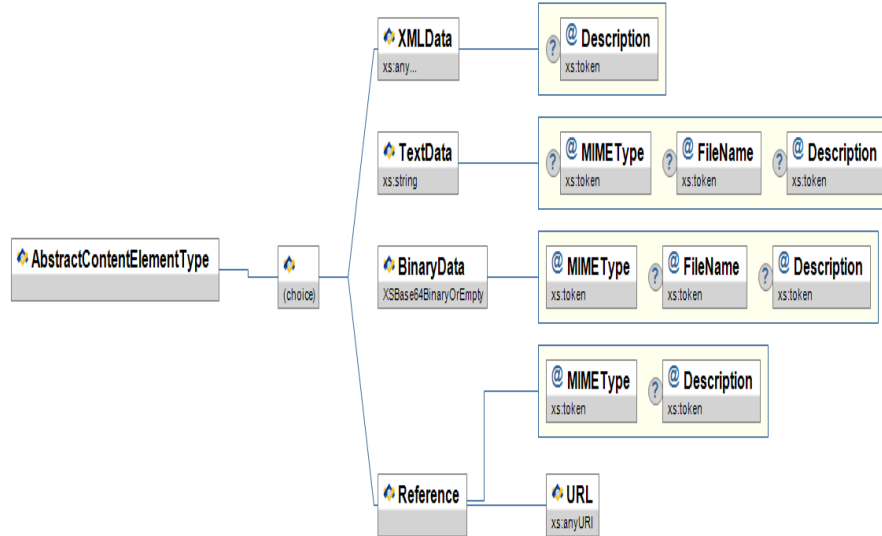 XMLData
xs:any...
? @ Description
xs:token
TextData
xs:string
? @ MIMEType
xs:token
? @ FileName
xs:token
? @ Description
xs:token
AbstractContentElementType
(choice)
BinaryData
XSBase64BinaryOrEmpty
@ MIMEType
xs:token
? @ FileName
xs:token
? @ Description
xs:token
@ MIMEType
xs:token
? @ Description
xs:token
Reference
URL
xs:anyURI